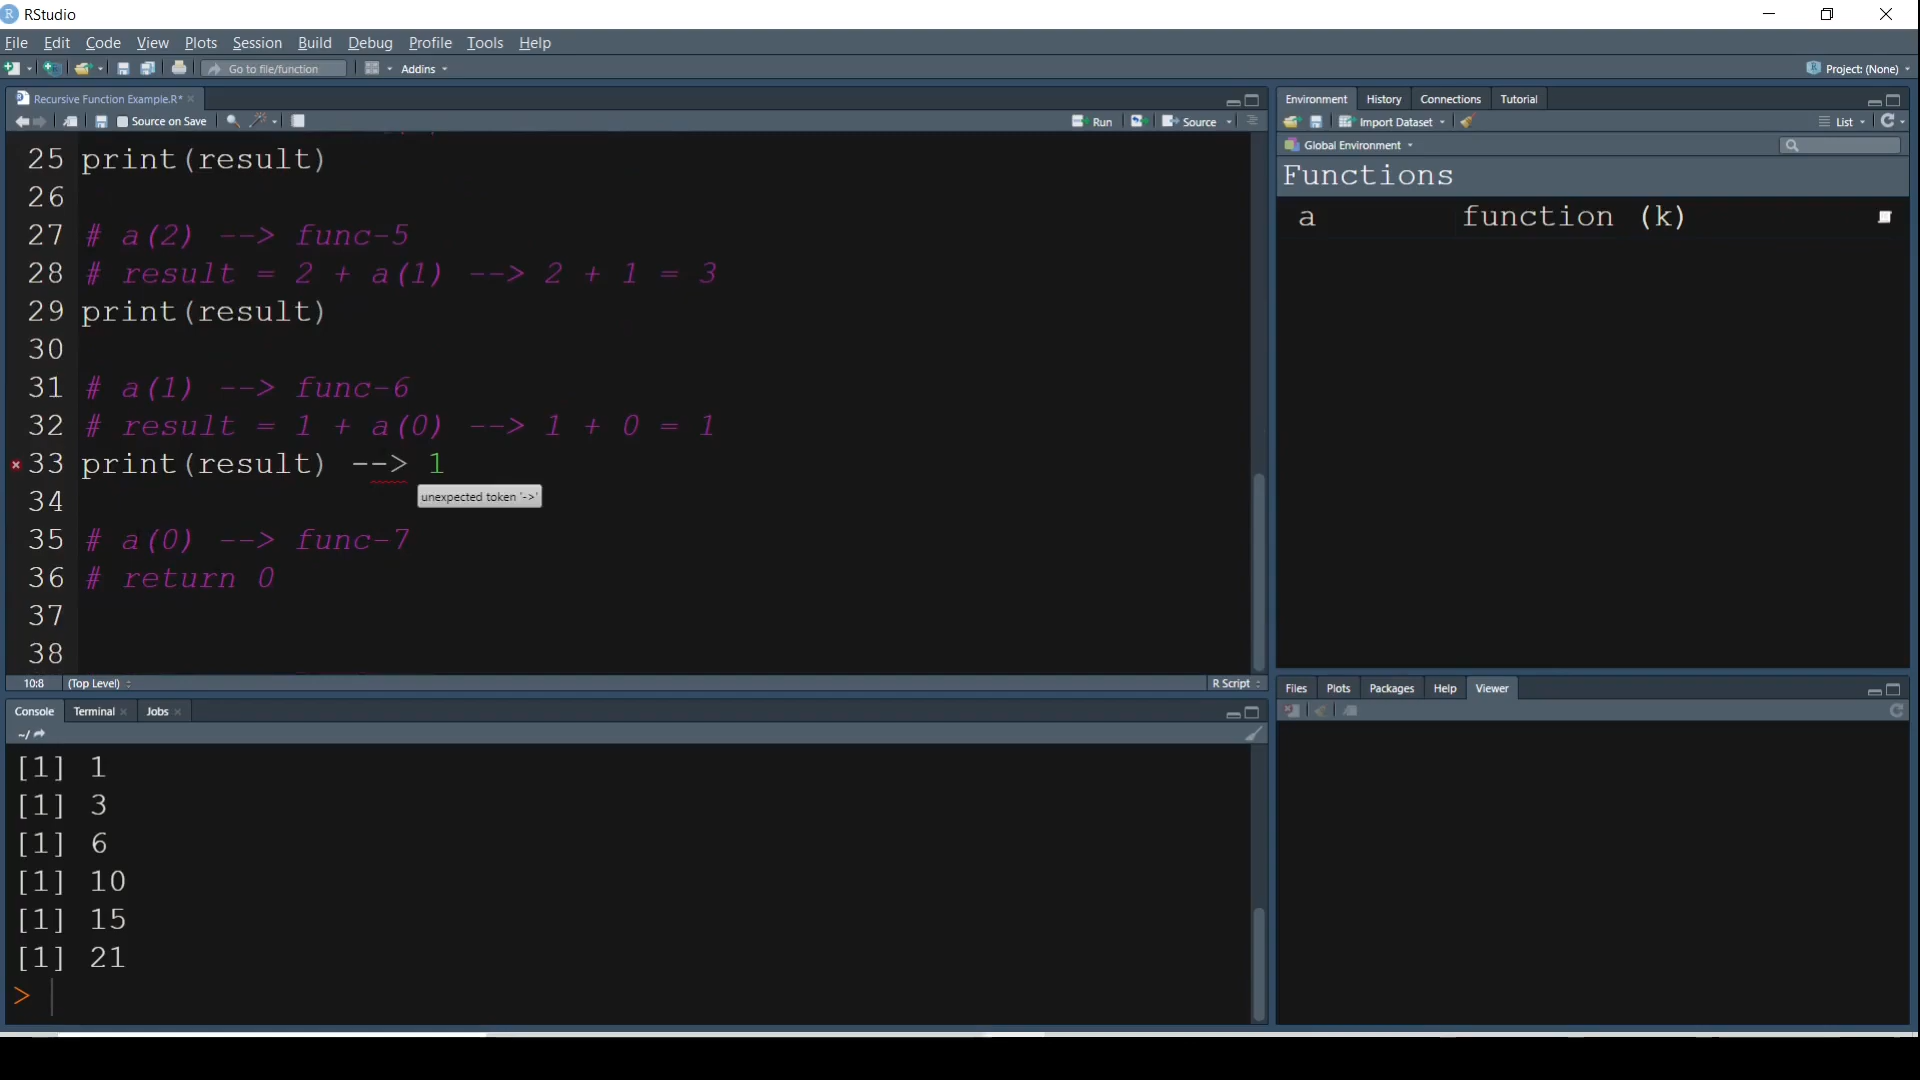 RStudio
File Edit Code View Plots Session Build Debug Profile Tools Help
Go to file/function Addins Project: (None)
Recursive Function Example.R*
Source on Save Run Source
25 print(result)
26
27 # a(2) --> func-5
28 # result = 2 + a(1) --> 2 + 1 = 3
29 print(result)
30
31 # a(1) --> func-6
32 # result = 1 + a(0) --> 1 + 0 = 1
33 print(result) --> 1
unexpected token '->'
34
35 # a(0) --> func-7
36 # return 0
37
38
10:8 (Top Level) R Script
Console Terminal Jobs
~/
[1] 1
[1] 3
[1] 6
[1] 10
[1] 15
[1] 21
>
Environment History Connections Tutorial
Import Dataset List
Global Environment
Functions
a function (k)
Files Plots Packages Help Viewer